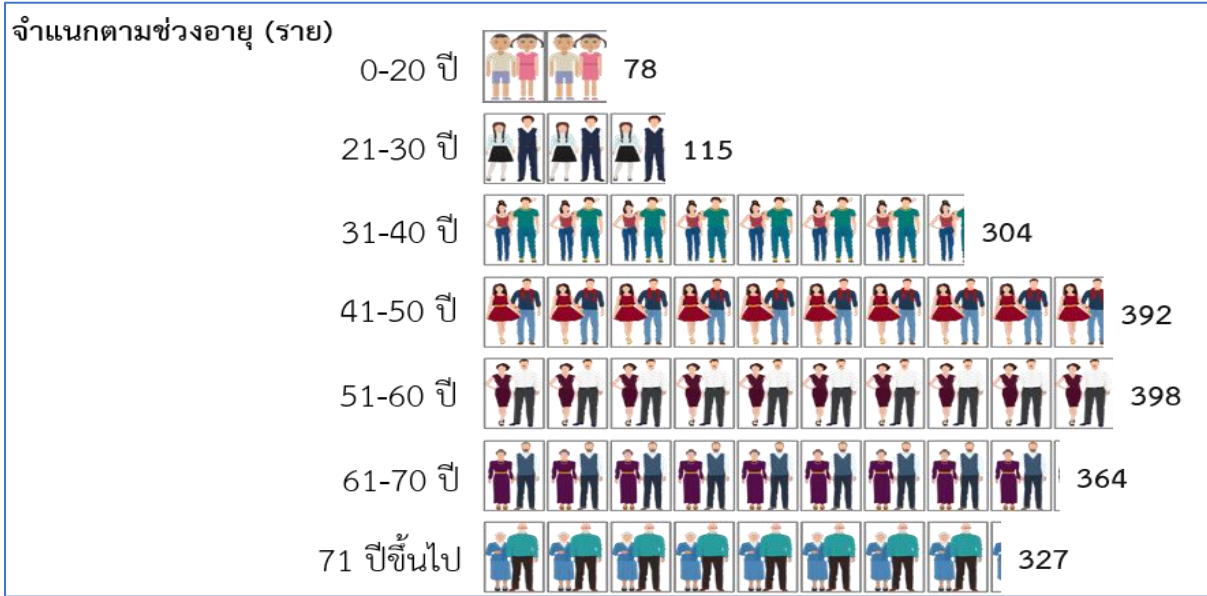 จำแนกตามช่วงอายุ (ราย)
0-20 ปี 78
21-30 ปี 115
31-40 ปี 304
41-50 ปี 392
51-60 ปี 398
61-70 ปี 364
71 ปีขึ้นไป 327